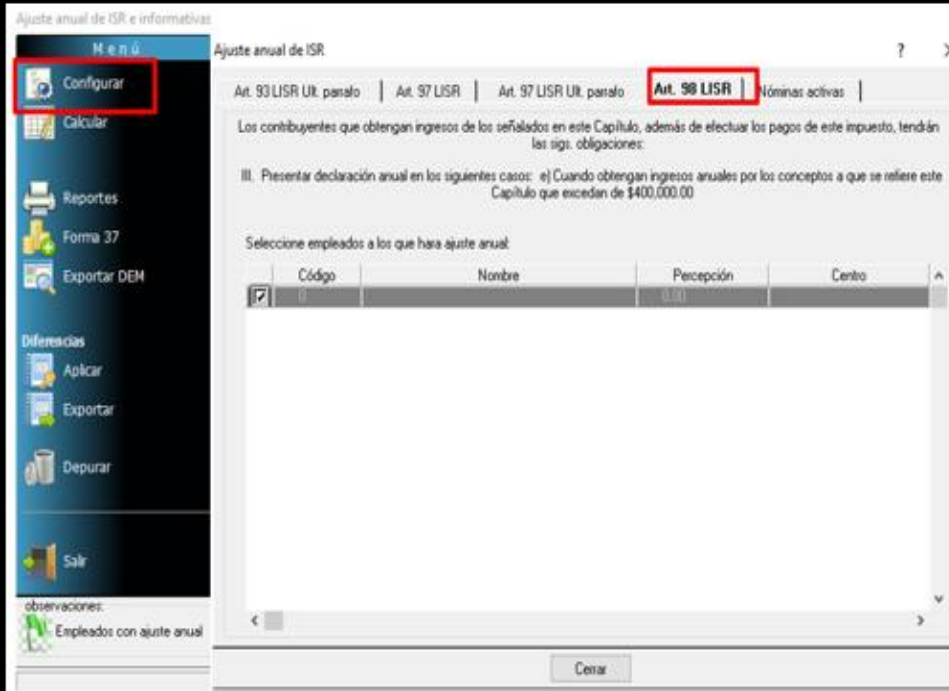 Ajuste anual de ISR e informativas
Menú
Configurar
Calcular
Reportes
Forma 37
Exportar DEM
Diferencias
Aplicar
Exportar
Depurar
Salir
observaciones:
Empleados con ajuste anual
Ajuste anual de ISR
?
Art. 93 LISR Ult. parrafo
Art. 97 LISR
Art. 97 LISR Ult. parrafo
Art. 98 LISR
Nóminas activas
Los contribuyentes que obtengan ingresos de los señalados en este Capítulo, además de efectuar los pagos de este impuesto, tendrán
las sigs. obligaciones:
III. Presentar declaración anual en los siguientes casos: e) Cuando obtengan ingresos anuales por los conceptos a que se refiere este
Capítulo que excedan de $400,000.00
Seleccione empleados a los que hara ajuste anual:
Código Nombre Percepción Centro
0 0.00
Cerrar